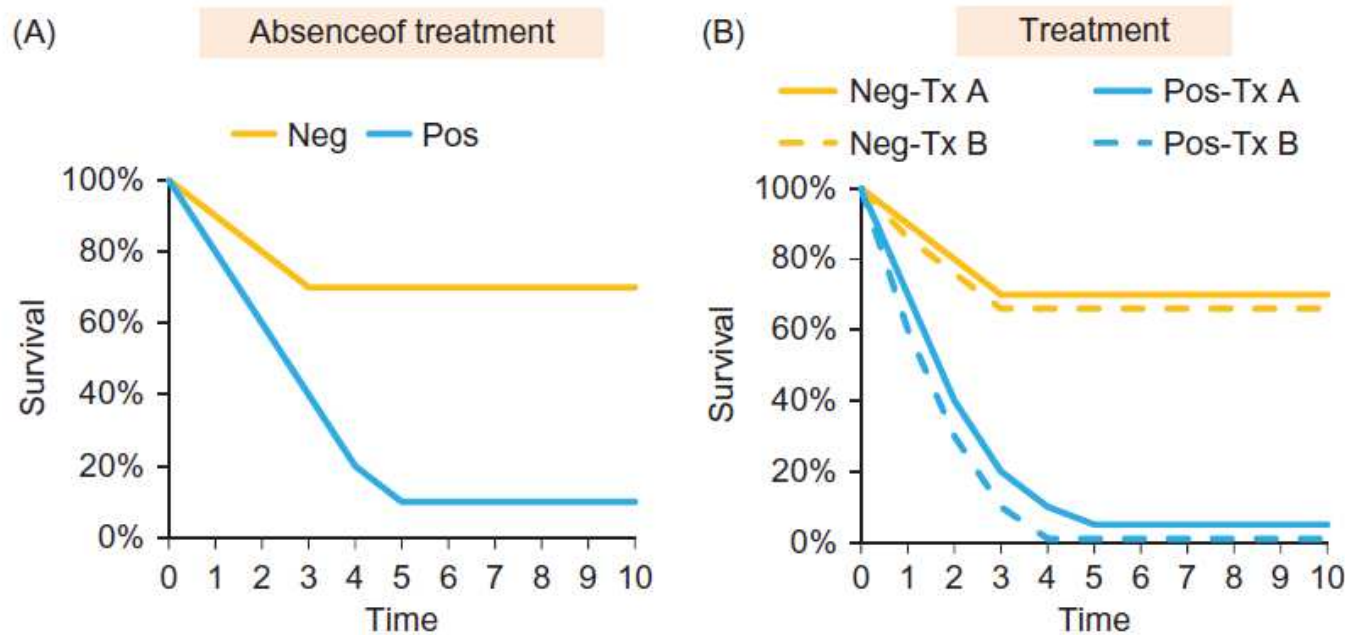 (A)
Absenceof treatment
Neg
Pos
100%
80%
60%
40%
20%
0%
Survival
0 1 2 3 4 5 6 7 8 9 10
Time
(B)
Treatment
Neg-Tx A
Pos-Tx A
Neg-Tx B
Pos-Tx B
100%
80%
60%
40%
20%
0%
Survival
0 1 2 3 4 5 6 7 8 9 10
Time